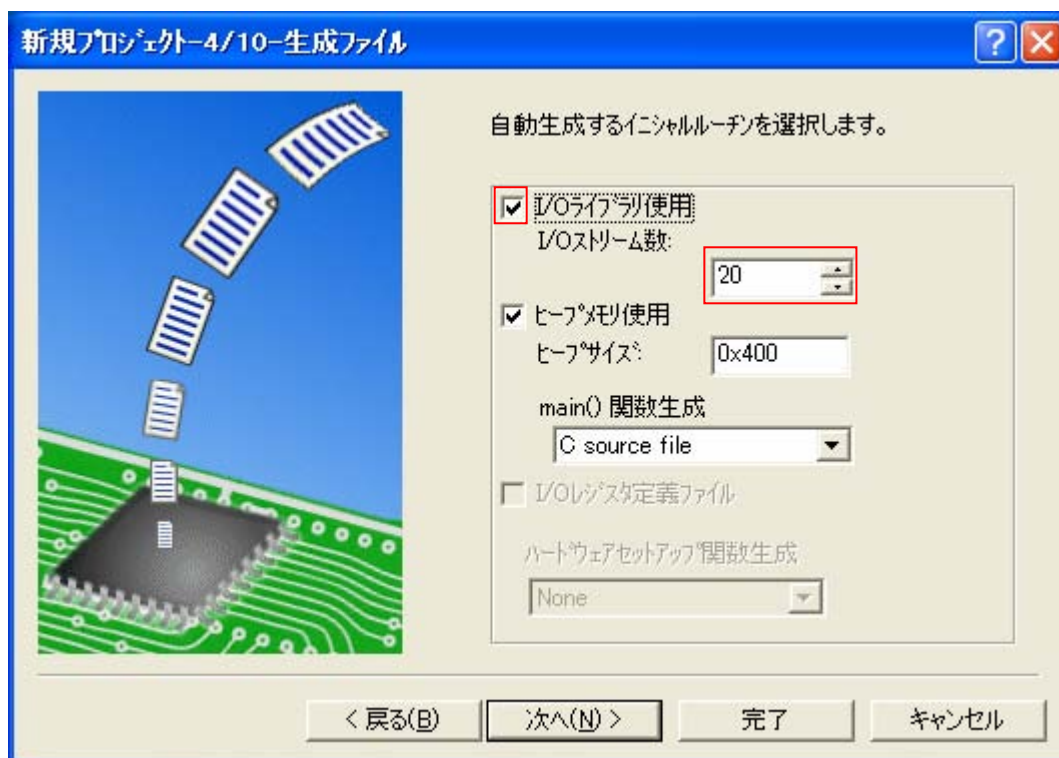 新規プロジェクト-4/10-生成ファイル
自動生成するイニシャルルーチンを選択します。
I/Oライブラリ使用
I/Oストリーム数:
20
ヒープメモリ使用
ヒープサイズ:
0x400
main() 関数生成
C source file
I/Oレジスタ定義ファイル
ハードウェアセットアップ関数生成
None
< 戻る(B)
次へ(N) >
完了
キャンセル